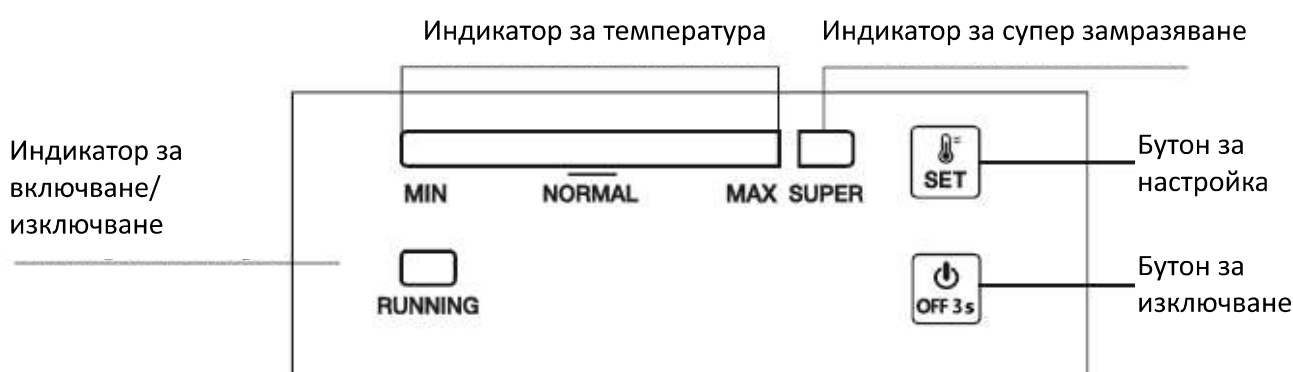 Индикатор за температура
Индикатор за супер замразяване
Индикатор за
включване/
изключване
MIN
NORMAL
MAX
SUPER
SET
Бутон за
настройка
RUNNING
OFF 3s
Бутон за
изключване